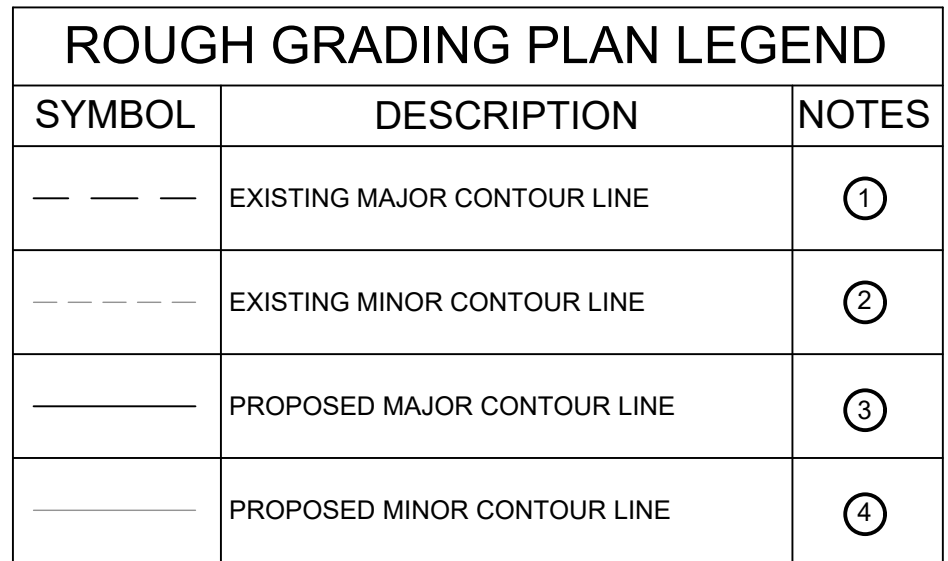 ROUGH GRADING PLAN LEGEND
SYMBOL DESCRIPTION NOTES
EXISTING MAJOR CONTOUR LINE 1
EXISTING MINOR CONTOUR LINE 2
PROPOSED MAJOR CONTOUR LINE 3
PROPOSED MINOR CONTOUR LINE 4